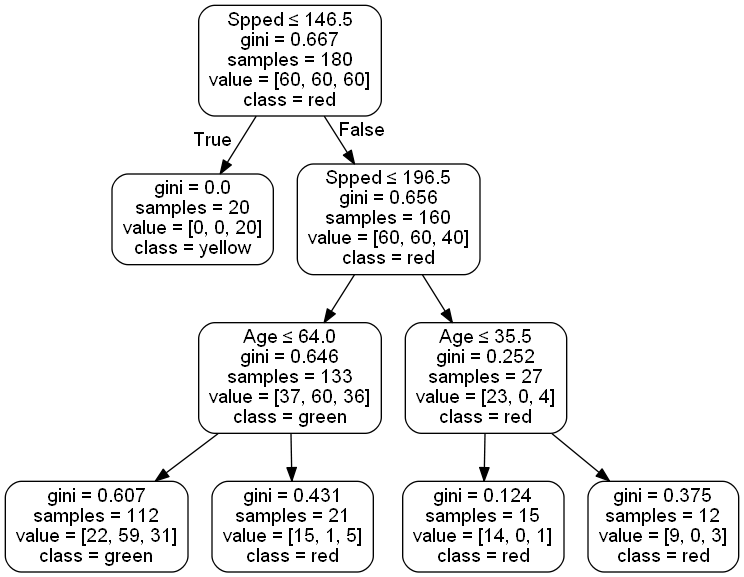 Spped ≤ 146.5
gini = 0.667
samples = 180
value = [60, 60, 60]
class = red
True
False
gini = 0.0
samples = 20
value = [0, 0, 20]
class = yellow
Spped ≤ 196.5
gini = 0.656
samples = 160
value = [60, 60, 40]
class = red
Age ≤ 64.0
gini = 0.646
samples = 133
value = [37, 60, 36]
class = green
Age ≤ 35.5
gini = 0.252
samples = 27
value = [23, 0, 4]
class = red
gini = 0.607
samples = 112
value = [22, 59, 31]
class = green
gini = 0.431
samples = 21
value = [15, 1, 5]
class = red
gini = 0.124
samples = 15
value = [14, 0, 1]
class = red
gini = 0.375
samples = 12
value = [9, 0, 3]
class = red